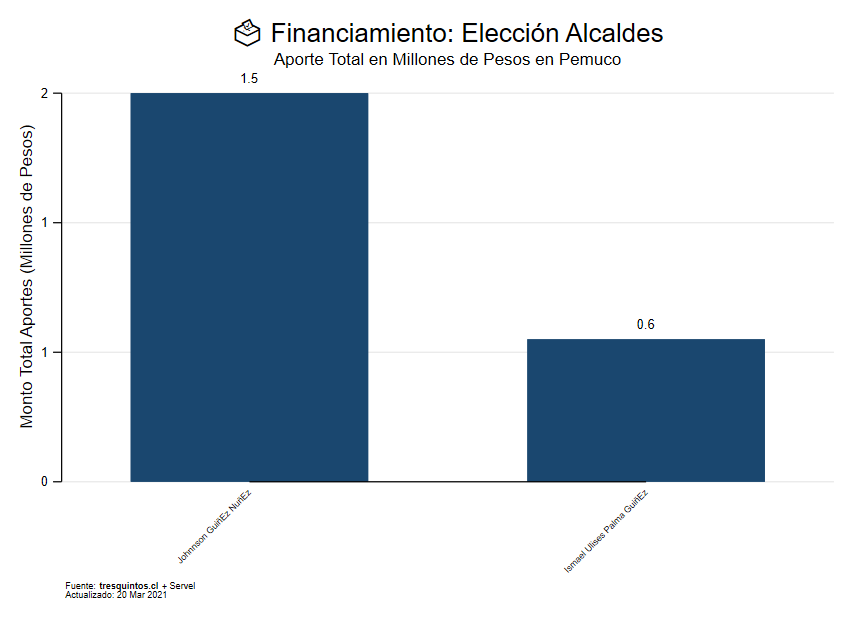 Financiamiento: Elección Alcaldes
Aporte Total en Millones de Pesos en Pemuco
Monto Total Aportes (Millones de Pesos)
2
1
1
0
1.5
0.6
Johnnson GuiñEz NuñEz
Ismael Ulises Palma GuiñEz
Fuente: tresquintos.cl + Servel
Actualizado: 20 Mar 2021